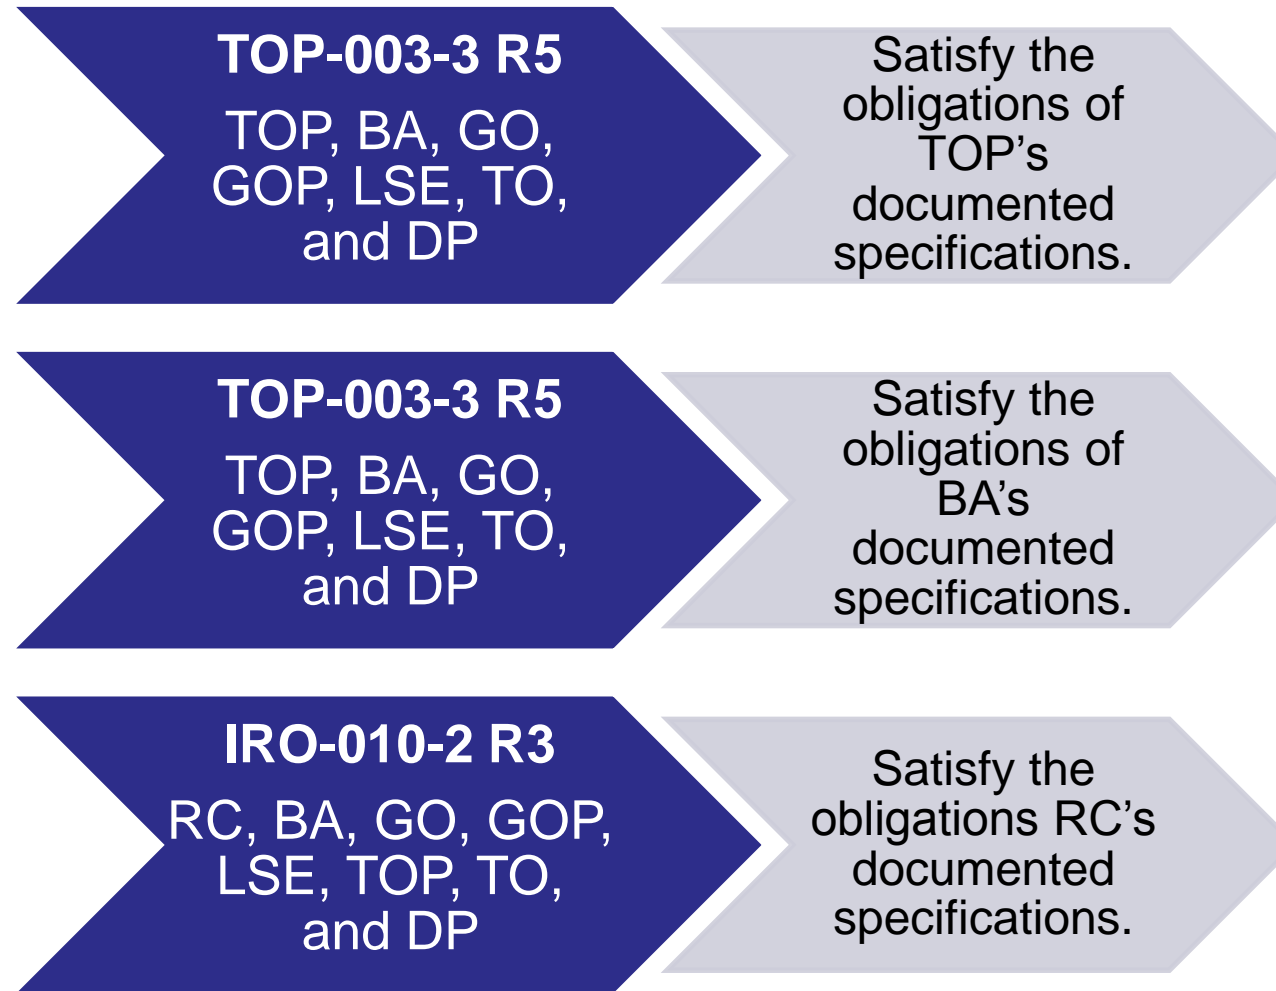 TOP-003-3 R5
TOP, BA, GO,
GOP, LSE, TO,
and DP
Satisfy the
obligations of
TOP’s
documented
specifications.
TOP-003-3 R5
TOP, BA, GO,
GOP, LSE, TO,
and DP
Satisfy the
obligations of
BA’s
documented
specifications.
IRO-010-2 R3
RC, BA, GO, GOP,
LSE, TOP, TO,
and DP
Satisfy the
obligations RC’s
documented
specifications.